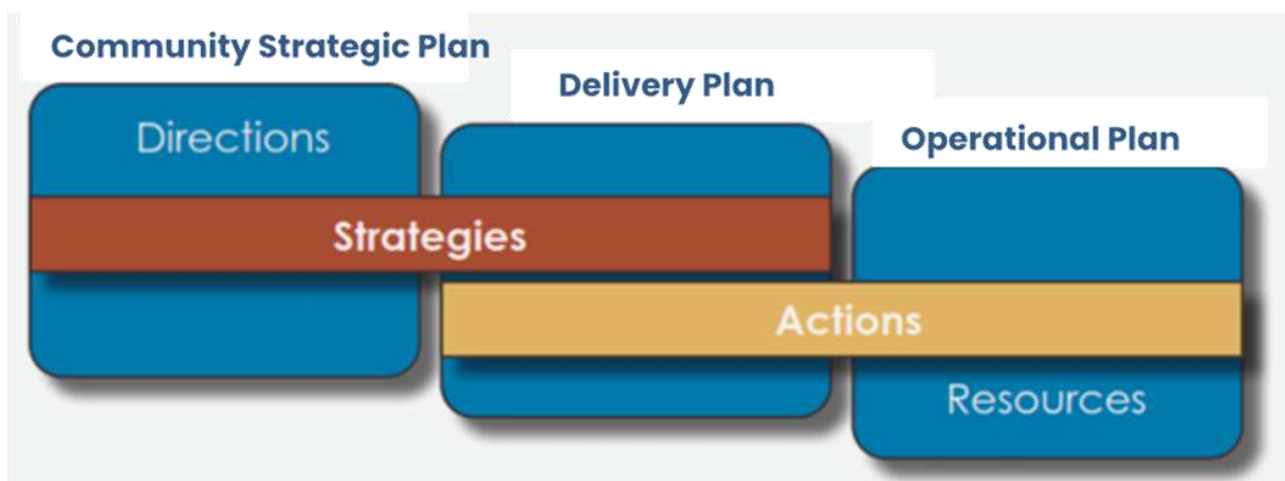 Community Strategic Plan
Delivery Plan
Operational Plan
Directions
Strategies
Actions
Resources